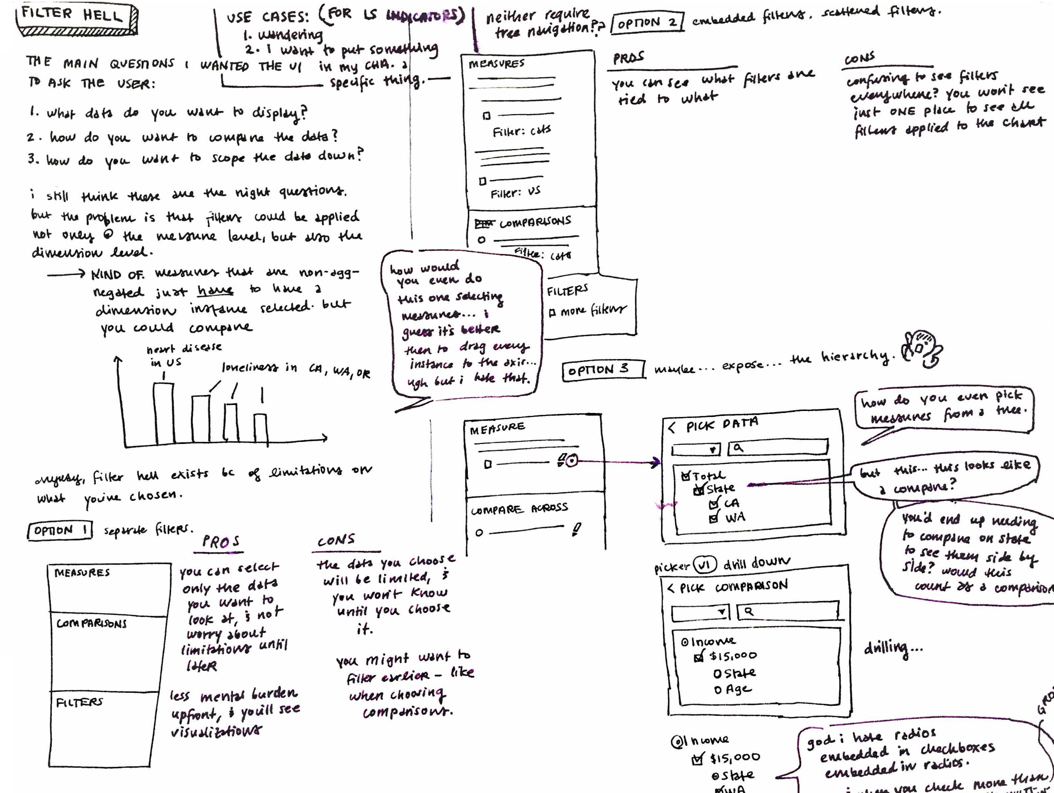 FILTER HELL
USE CASES: (FOR LS INDICATORS)
1. wandering
2. I want to put something
in my CHA. a
specific thing.
neither require
tree navigation??
THE MAIN QUESTIONS I WANTED THE UI
TO ASK THE USER:
1. what data do you want to display?
2. how do you want to compare the data?
3. how do you want to scope the data down?
i still think these are the right questions.
but the problem is that filters could be applied
not only @ the measure level, but also the
dimension level.
KIND OF. measures that are non-agg-
regated just have to have a
dimension instance selected. but
you could compare
heart disease
in US
loneliness in CA, WA, OR
anyway, filter hell exists bc of limitations on
what you've chosen.
OPTION 1 separate filters.
MEASURES
COMPARISONS
FILTERS
PROS
you can select
only the data
you want to
look at, & not
worry about
limitations until
later
less mental burden
upfront, & you'll see
visualizations
CONS
the data you choose
will be limited, &
you won't know
until you choose
it.
you might want to
filter earlier - like
when choosing
comparisons.
OPTION 2 embedded filters. scattered filters.
MEASURES
Filter: cats
Filter: US
COMPARISONS
Filter: cats
FILTERS
more filters
PROS
you can see what filters are
tied to what
CONS
confusing to see filters
everywhere? you won't see
just ONE place to see all
filters applied to the chart
how would
you even do
this one selecting
measures... i
guess it's better
then to drag every
instance to the axis...
ugh but i hate that.
OPTION 3 maybe... expose... the hierarchy.
MEASURE
COMPARE ACROSS
< PICK DATA
Total
State
CA
WA
how do you even pick
measures from a tree.
but this... this looks like
a compare?
you'd end up needing
to compare on state
to see them side by
side? would this
count as a comparison
picker V1 drill down
< PICK COMPARISON
Income
$15,000
State
Age
drilling...
Income
$15,000
State
WA
god i hate radios
embedded in checkboxes
embedded in radios.
when you check more than